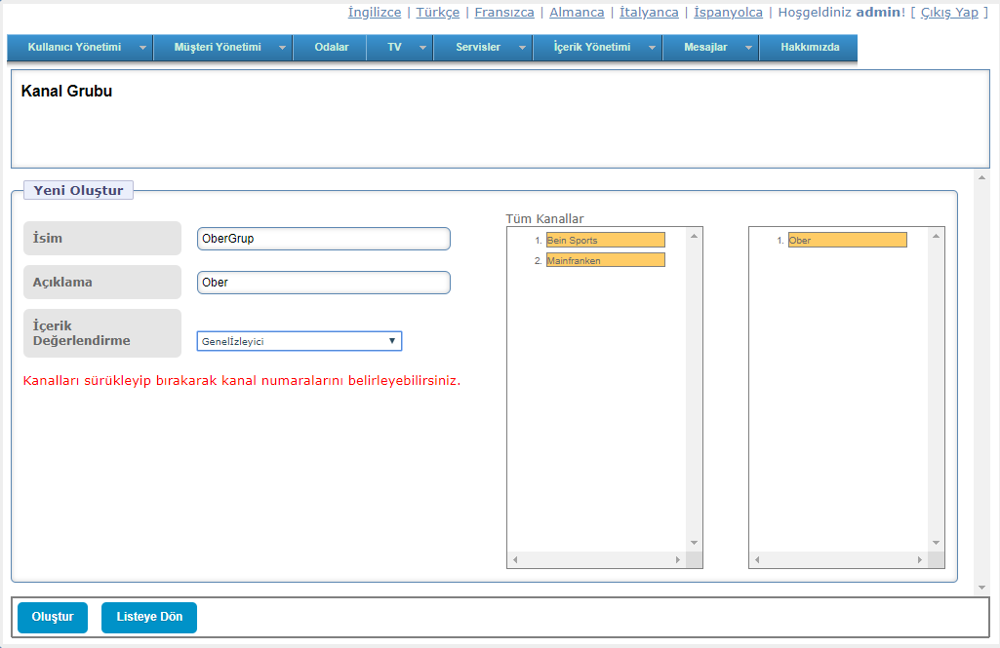 İngilizce | Türkçe | Fransızca | Almanca | İtalyanca | İspanyolca | Hoşgeldiniz admin! [ Çıkış Yap ]
Kullanıcı Yönetimi Müşteri Yönetimi Odalar TV Servisler İçerik Yönetimi Mesajlar Hakkımızda
Kanal Grubu
Yeni Oluştur
Tüm Kanallar
İsim OberGrup 1. Bein Sports 1. Ober
2. Mainfranken
Açıklama Ober
İçerik
Değerlendirme Genelİzleyici
Kanalları sürükleyip bırakarak kanal numaralarını belirleyebilirsiniz.
Oluştur Listeye Dön